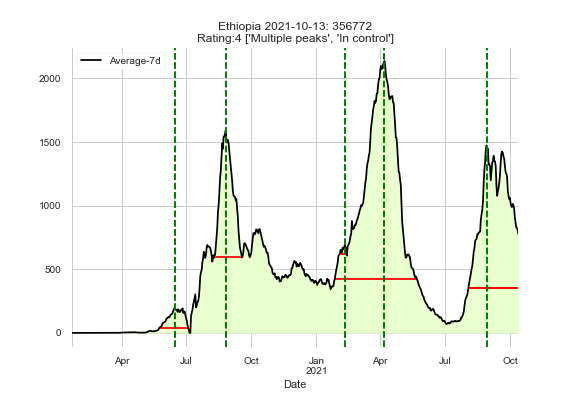 Ethiopia 2021-10-13: 356772
Rating:4 ['Multiple peaks', 'In control']
Average-7d
2000
1500
1000
500
0
Apr
Jul
Oct
Jan
2021
Apr
Jul
Oct
Date